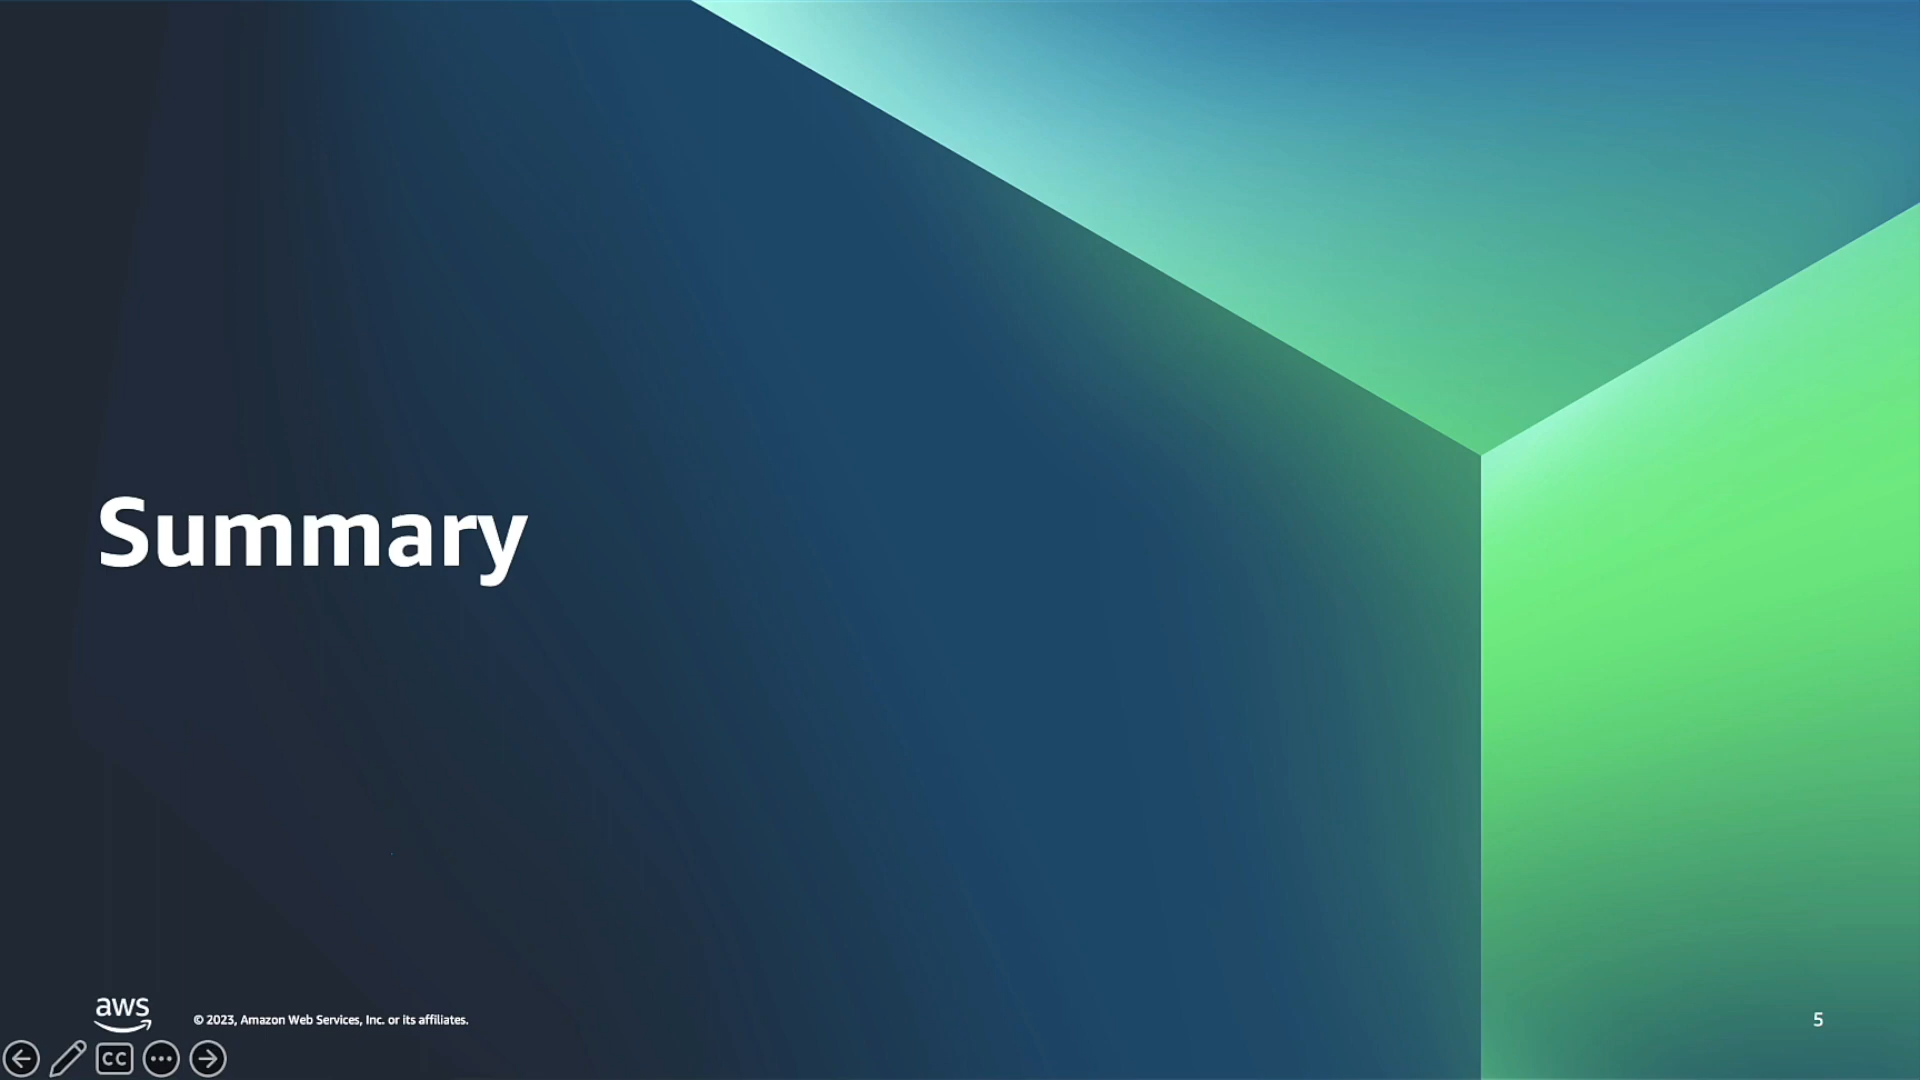 Summary
aws
© 2023, Amazon Web Services, Inc. or its affiliates.
5
CC